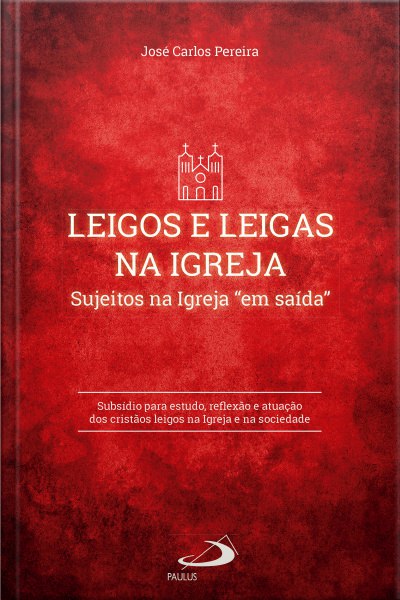 José Carlos Pereira
LEIGOS E LEIGAS
NA IGREJA
Sujeitos na Igreja “em saída”
Subsídio para estudo, reflexão e atuação
dos cristãos leigos na Igreja e na sociedade
PAULUS